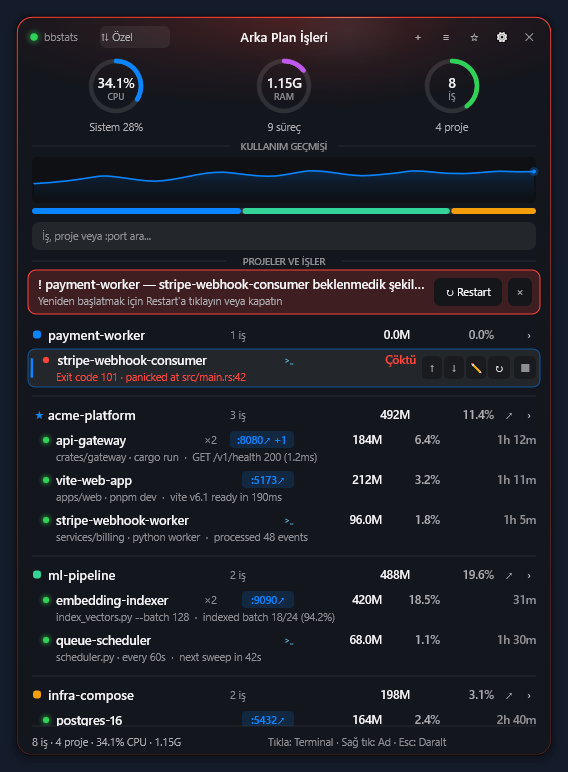 bbstats ↑↓ Özel Arka Plan İşleri + ≡ ☆ ×
34.1% CPU 1.15G RAM 8 İŞ
Sistem 28% 9 süreç 4 proje
KULLANIM GEÇMİŞİ
İş, proje veya :port ara...
PROJELER VE İŞLER
! payment-worker — stripe-webhook-consumer beklenmedik şekil... ↻ Restart ×
Yeniden başlatmak için Restart'a tıklayın veya kapatın
payment-worker 1 iş 0.0M 0.0% ›
stripe-webhook-consumer >_ Çöktü ↑ ↓ ↻
Exit code 101 · panicked at src/main.rs:42
★ acme-platform 3 iş 492M 11.4% ↗ ›
api-gateway ×2 :8080↗ +1 184M 6.4% 1h 12m
crates/gateway · cargo run · GET /v1/health 200 (1.2ms)
vite-web-app :5173↗ 212M 3.2% 1h 11m
apps/web · pnpm dev · vite v6.1 ready in 190ms
stripe-webhook-worker 96.0M 1.8% 1h 5m
services/billing · python worker · processed 48 events
ml-pipeline 2 iş 488M 19.6% ↗ ›
embedding-indexer ×2 :9090↗ 420M 18.5% 31m
index_vectors.py --batch 128 · indexed batch 18/24 (94.2%)
queue-scheduler >_ 68.0M 1.1% 1h 30m
scheduler.py · every 60s · next sweep in 42s
infra-compose 2 iş 198M 3.1% ↗ ›
postgres-16 :5432↗ 164M 2.4% 2h 40m
8 iş · 4 proje · 34.1% CPU · 1.15G Tıkla: Terminal · Sağ tık: Ad · Esc: Daralt